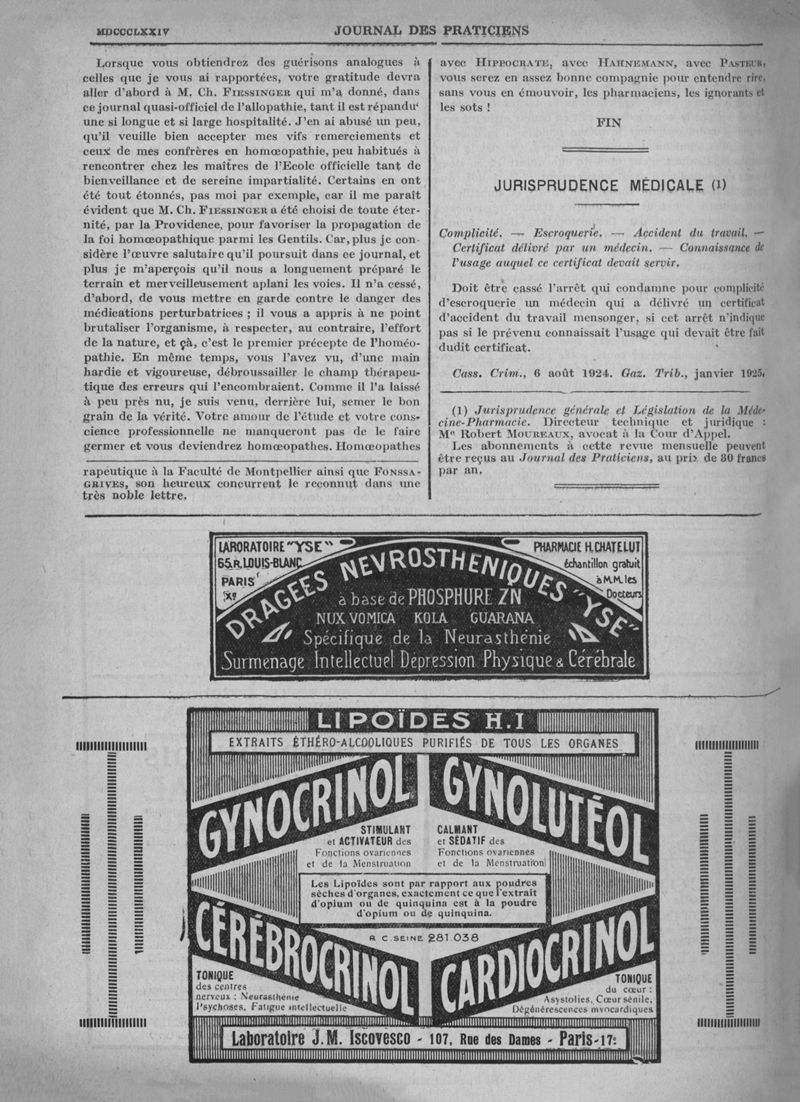 MDCCCLXXIV
JOURNAL DES PRATICIENS
Lorsque vous obtiendrez des guérisons analogues à
celles que je vous ai rapportées, votre gratitude devra
aller d'abord à M. Ch. FIESSINGER qui m'a donné, dans
ce journal quasi-officiel de l'allopathie, tant il est répandu
une si longue et si large hospitalité. J'en ai abusé un peu,
qu'il veuille bien accepter mes vifs remerciements et
ceux de mes confrères en homœopathie, peu habitués à
rencontrer chez les maîtres de l'Ecole officielle tant de
bienveillance et de sereine impartialité. Certains en ont
été tout étonnés, pas moi par exemple, car il me paraît
évident que M. Ch. FIESSINGER a été choisi de toute éter-
nité, par la Providence, pour favoriser la propagation de
la foi homœopathique parmi les Gentils. Car, plus je con-
sidère l'œuvre salutaire qu'il poursuit dans ce journal, et
plus je m'aperçois qu'il nous a longuement préparé le
terrain et merveilleusement aplani les voies. Il n'a cessé,
d'abord, de vous mettre en garde contre le danger des
médications perturbatrices ; il vous a appris à ne point
brutaliser l'organisme, à respecter, au contraire, l'effort
de la nature, et çà, c'est le premier précepte de l'homéo-
pathie. En même temps, vous l'avez vu, d'une main
hardie et vigoureuse, débroussailler le champ thérapeu-
tique des erreurs qui l'encombraient. Comme il l'a laissé
à peu près nu, je suis venu, derrière lui, semer le bon
grain de la vérité. Votre amour de l'étude et votre cons-
cience professionnelle ne manqueront pas de le faire
germer et vous deviendrez homœopathes. Homœopathes
rapeutique à la Faculté de Montpellier ainsi que FONSSA-
GRIVES, son heureux concurrent le reconnut dans une
très noble lettre.
avec HIPPOCRATE, avec HAHNEMANN, avec PASTEUR,
vous serez en assez bonne compagnie pour entendre rire,
sans vous en émouvoir, les pharmaciens, les ignorants et
les sots !
FIN
JURISPRUDENCE MÉDICALE (1)
Complicité. — Escroquerie. — Accident du travail. —
Certificat délivré par un médecin. — Connaissance de
l'usage auquel ce certificat devait servir.
Doit être cassé l'arrêt qui condamne pour complicité
d'escroquerie un médecin qui a délivré un certificat
d'accident du travail mensonger, si cet arrêt n'indique
pas si le prévenu connaissait l'usage qui devait être fait
dudit certificat.
Cass. Crim., 6 août 1924. Gaz. Trib., janvier 1925,
(1) Jurisprudence générale et Législation de la Méde-
cine-Pharmacie. Directeur technique et juridique :
Me Robert MOUREAUX, avocat à la Cour d'Appel.
Les abonnements à cette revue mensuelle peuvent
être reçus au Journal des Praticiens, au prix de 30 francs
par an.
LABORATOIRE "YSE"
65.R.LOUIS-BLANC
PARIS
Xe
PHARMACIE H.CHATELUT
échantillon gratuit
à M.M. les
Docteurs
DRAGÉES NEVROSTHENIQUES "YSE"
à base de PHOSPHURE ZN
NUX VOMICA KOLA GUARANA
Spécifique de la Neurasthénie
Surmenage Intellectuel Dépression Physique & Cérébrale
LIPOÏDES H.I
EXTRAITS ÉTHÉRO-ALCOOLIQUES PURIFIÉS DE TOUS LES ORGANES
GYNOCRINOL
STIMULANT
et ACTIVATEUR des
Fonctions ovariennes
et de la Menstruation
GYNOLUTÉOL
CALMANT
et SÉDATIF des
Fonctions ovariennes
et de la Menstruation
Les Lipoïdes sont par rapport aux poudres
sèches d'organes, exactement ce que l'extrait
d'opium ou de quinquina est à la poudre
d'opium ou de quinquina.
R C SEINE 281.038
CÉRÉBROCRINOL
TONIQUE
des centres
nerveux : Neurasthénie
Psychoses, Fatigue intellectuelle
CARDIOCRINOL
TONIQUE
du cœur :
Asystolies, Cœur sénile,
Dégénérescences myocardiques
Laboratoire J.M. ISCOVESCO - 107, Rue des Dames - Paris-17e